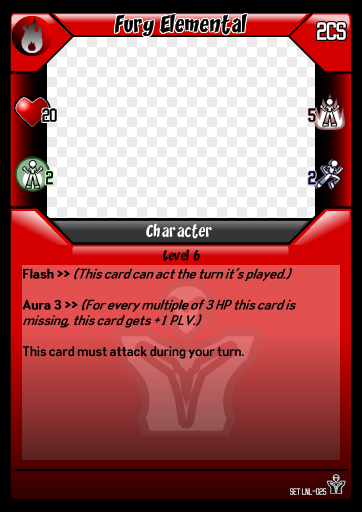 Fury Elemental
2CS
20
5
2
2
Character
Level 6
Flash >> (This card can act the turn it's played.)
Aura 3 >> (For every multiple of 3 HP this card is
missing, this card gets +1 PLV.)
This card must attack during your turn.
SET LNL-025